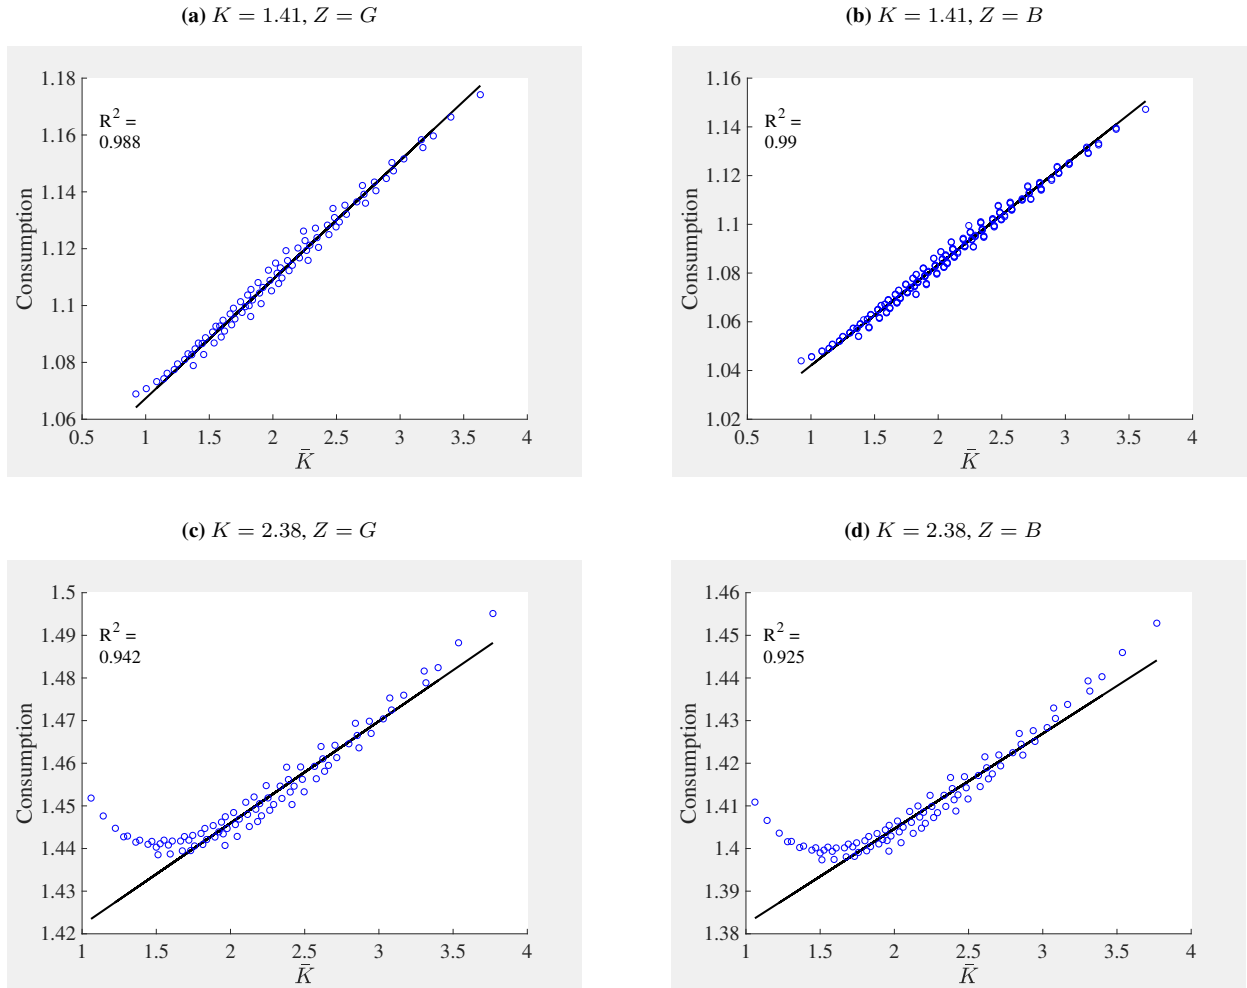 (a) K = 1.41, Z = G
1.18
1.16
1.14
1.12
1.1
1.08
1.06
R² =
0.988
Consumption
0.5 1 1.5 2 2.5 3 3.5 4
K̄
(b) K = 1.41, Z = B
1.16
1.14
1.12
1.1
1.08
1.06
1.04
1.02
R² =
0.99
Consumption
0.5 1 1.5 2 2.5 3 3.5 4
K̄
(c) K = 2.38, Z = G
1.5
1.49
1.48
1.47
1.46
1.45
1.44
1.43
1.42
R² =
0.942
Consumption
1 1.5 2 2.5 3 3.5 4
K̄
(d) K = 2.38, Z = B
1.46
1.45
1.44
1.43
1.42
1.41
1.4
1.39
1.38
R² =
0.925
Consumption
1 1.5 2 2.5 3 3.5 4
K̄